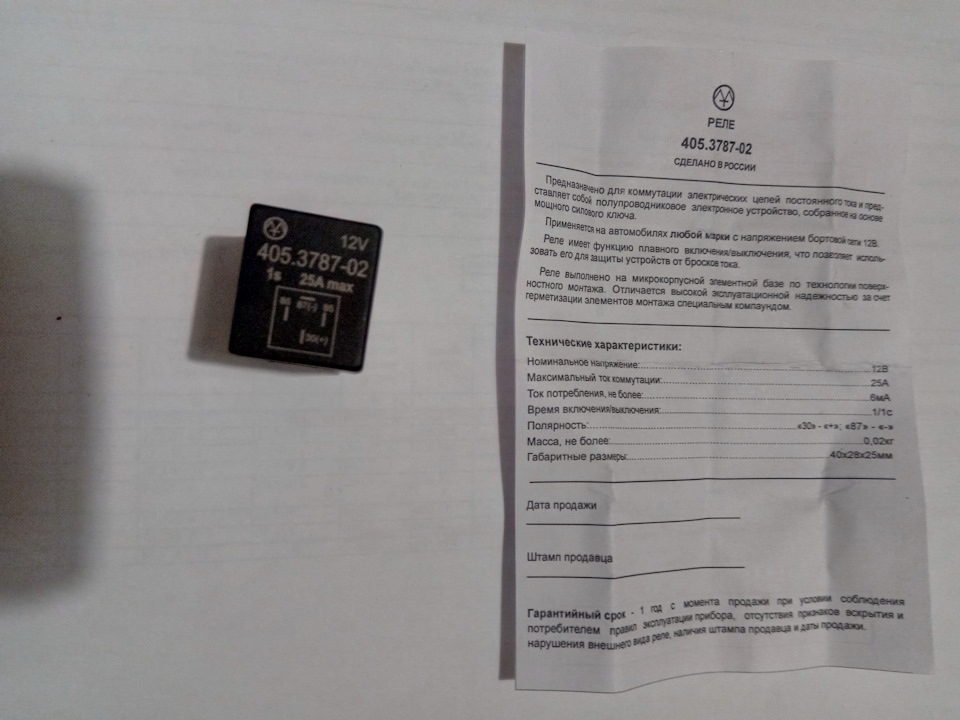 12V
405.3787-02
1s 25A max
86 87(-) 85
30(+)
РЕЛЕ
405.3787-02
СДЕЛАНО В РОССИИ
Предназначено для коммутации электрических цепей постоянного тока и пред-
ставляет собой полупроводниковое электронное устройство, собранное на основе
мощного силового ключа.
Применяется на автомобилях любой марки с напряжением бортовой сети 12В.
Реле имеет функцию плавного включения/выключения, что позволяет исполь-
зовать его для защиты устройств от бросков тока.
Реле выполнено на микрокорпусной элементной базе по технологии поверх-
ностного монтажа. Отличается высокой эксплуатационной надежностью за счет
герметизации элементов монтажа специальным компаундом.
Технические характеристики:
Номинальное напряжение: 12В
Максимальный ток коммутации: 25А
Ток потребления, не более: 6мА
Время включения/выключения: 1/1с
Полярность: «30» - «+»; «87» - «-»
Масса, не более: 0,02кг
Габаритные размеры: 40х28х25мм
Дата продажи
Штамп продавца
Гарантийный срок - 1 год с момента продажи при условии соблюдения
потребителем правил эксплуатации прибора, отсутствия признаков вскрытия и
нарушения внешнего вида реле, наличия штампа продавца и даты продажи.